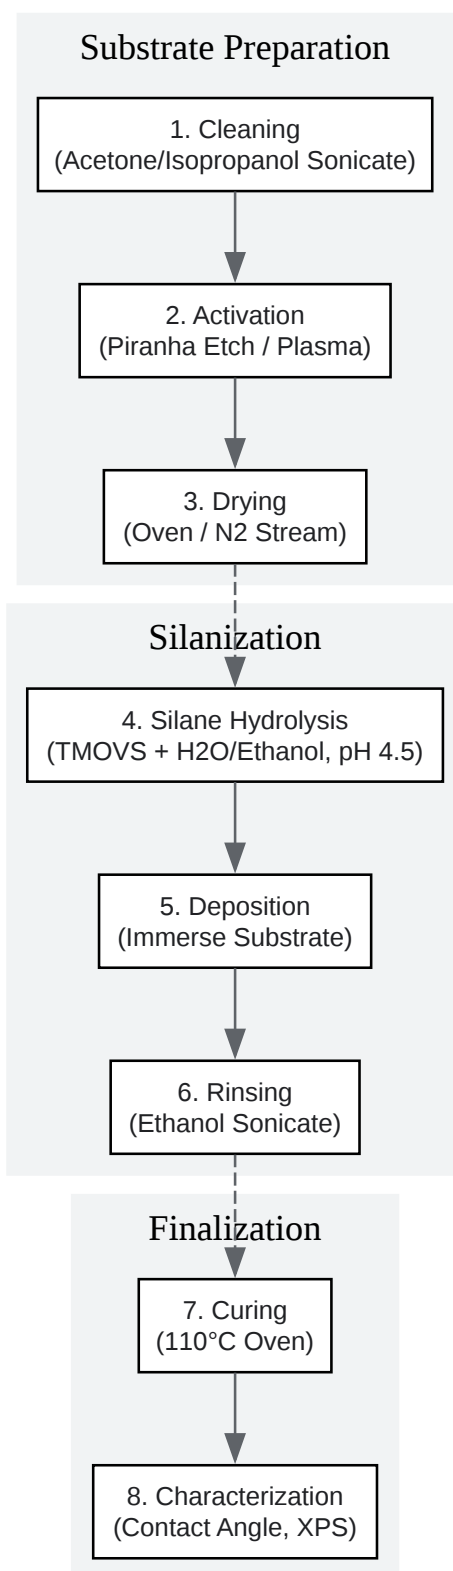 Substrate Preparation
1. Cleaning
(Acetone/Isopropanol Sonicate)
2. Activation
(Piranha Etch / Plasma)
3. Drying
(Oven / N2 Stream)
Silanization
4. Silane Hydrolysis
(TMOVS + H2O/Ethanol, pH 4.5)
5. Deposition
(Immerse Substrate)
6. Rinsing
(Ethanol Sonicate)
Finalization
7. Curing
(110°C Oven)
8. Characterization
(Contact Angle, XPS)